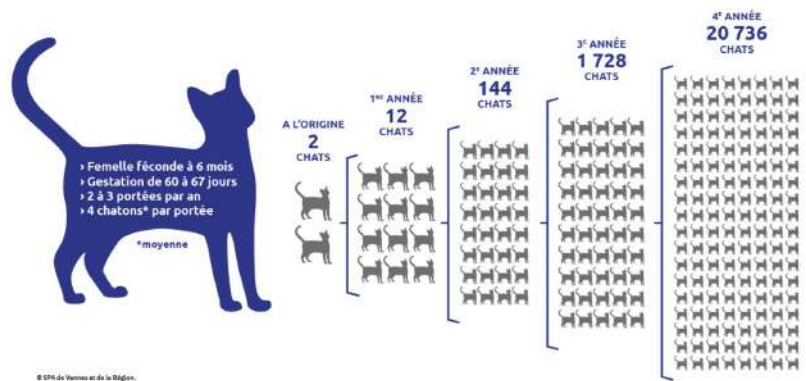 › Femelle féconde à 6 mois
› Gestation de 60 à 67 jours
› 2 à 3 portées par an
› 4 chatons* par portée
*moyenne
A L'ORIGINE
2
CHATS
1RE ANNÉE
12
CHATS
2E ANNÉE
144
CHATS
3E ANNÉE
1 728
CHATS
4E ANNÉE
20 736
CHATS
© SPA de Vannes et de la Région.